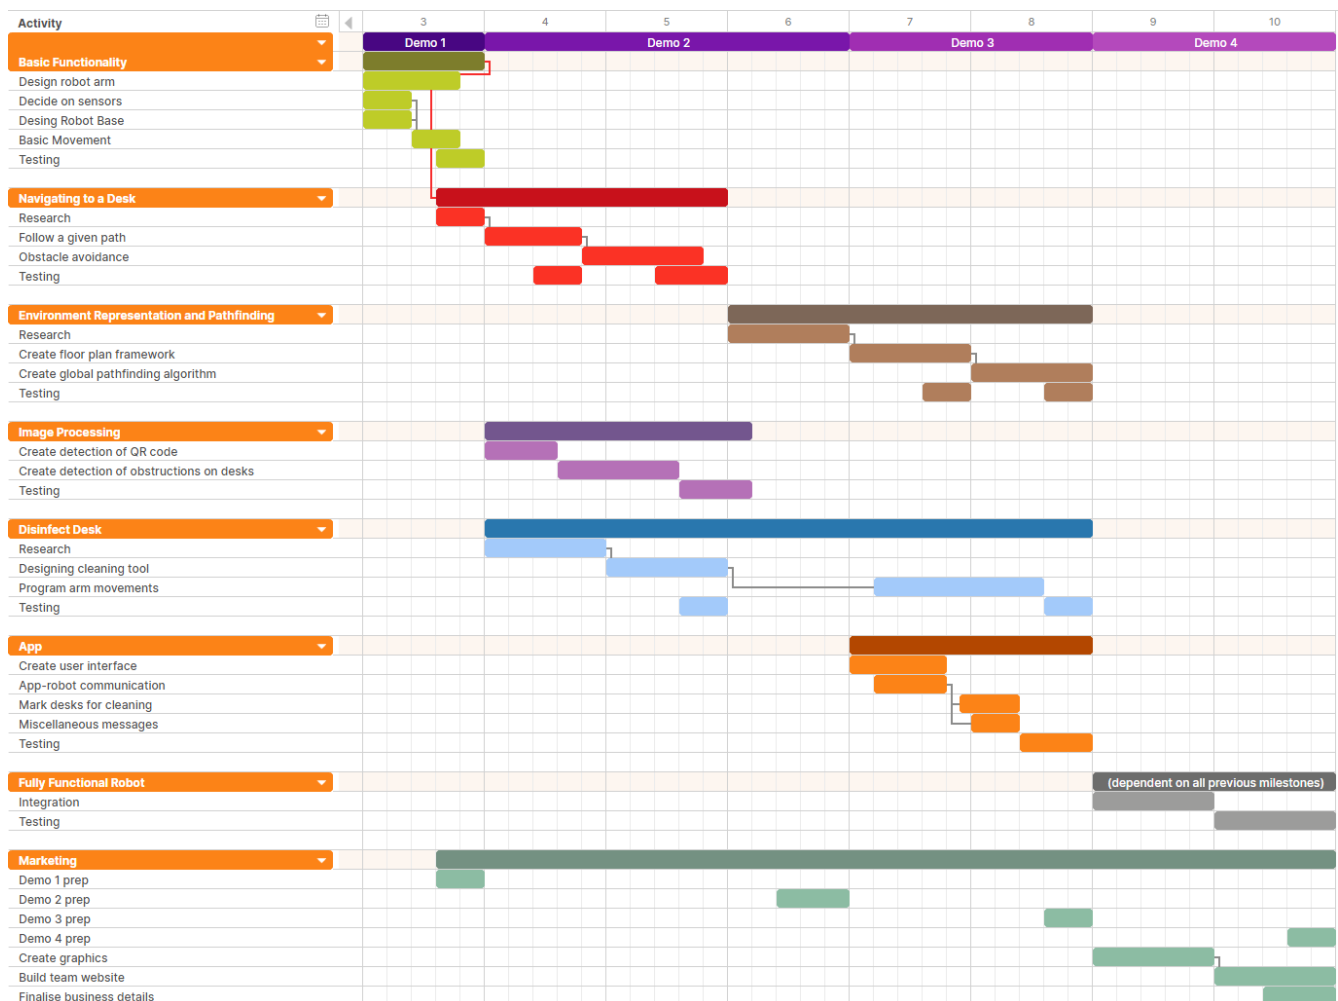 Activity 3 4 5 6 7 8 9 10
Demo 1 Demo 2 Demo 3 Demo 4
Basic Functionality
Design robot arm
Decide on sensors
Desing Robot Base
Basic Movement
Testing
Navigating to a Desk
Research
Follow a given path
Obstacle avoidance
Testing
Environment Representation and Pathfinding
Research
Create floor plan framework
Create global pathfinding algorithm
Testing
Image Processing
Create detection of QR code
Create detection of obstructions on desks
Testing
Disinfect Desk
Research
Designing cleaning tool
Program arm movements
Testing
App
Create user interface
App-robot communication
Mark desks for cleaning
Miscellaneous messages
Testing
Fully Functional Robot (dependent on all previous milestones)
Integration
Testing
Marketing
Demo 1 prep
Demo 2 prep
Demo 3 prep
Demo 4 prep
Create graphics
Build team website
Finalise business details